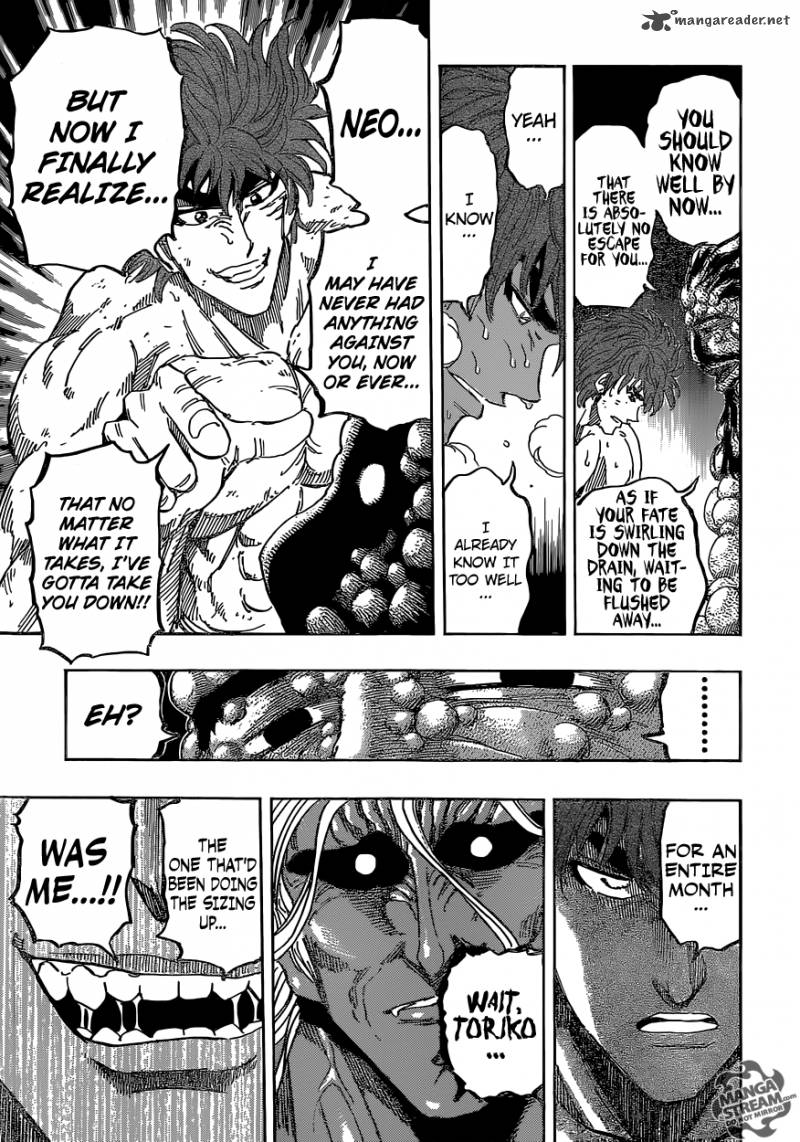 mangareader.net
YOU
SHOULD
KNOW
WELL BY
NOW...
THAT
THERE
IS ABSO-
LUTELY NO
ESCAPE
FOR YOU...
AS IF
YOUR FATE
IS SWIRLING
DOWN THE
DRAIN, WAIT-
ING TO BE
FLUSHED
AWAY...
YEAH
...
I
KNOW
...
I
ALREADY
KNOW IT
TOO WELL
...
NEO...
I
MAY HAVE
NEVER HAD
ANYTHING
AGAINST
YOU, NOW
OR EVER...
BUT
NOW I
FINALLY
REALIZE...
THAT NO
MATTER
WHAT IT
TAKES, I'VE
GOTTA TAKE
YOU DOWN!!
........
EH?
FOR AN
ENTIRE
MONTH
...
WAIT,
TORIKO
...
THE
ONE THAT'D
BEEN DOING
THE SIZING
UP...
WAS
ME...!!
MANGA
STREAM.COM
DO NOT MIRROR